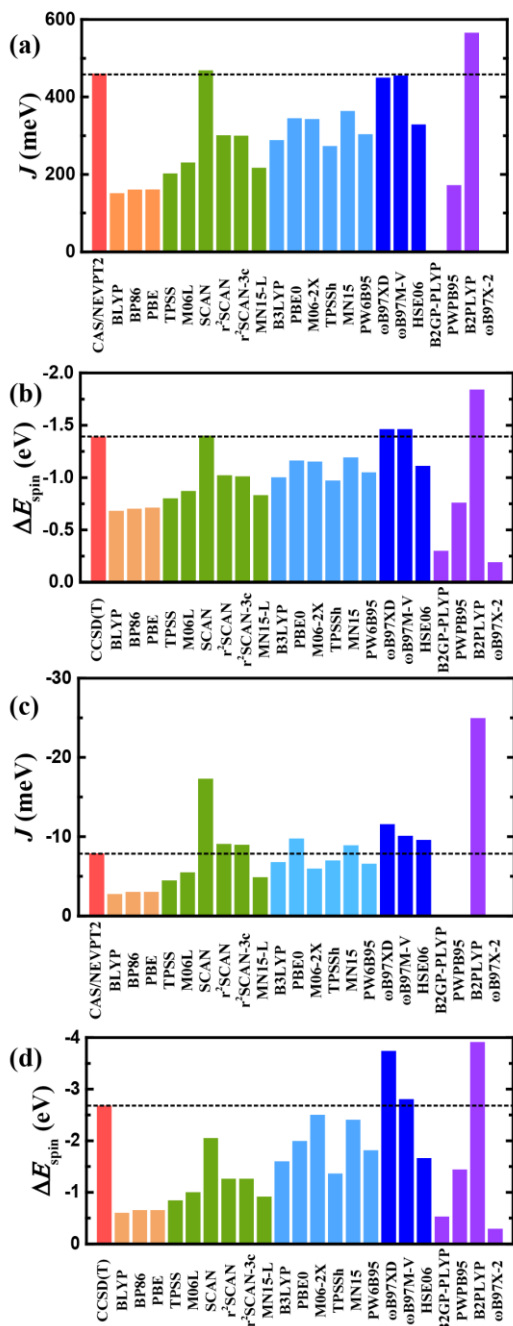 (a)
J (meV)
600
400
200
0
CAS/NEVPT2
BLYP
BP86
PBE
TPSS
M06L
SCAN
r²SCAN
r²SCAN-3c
MN15-L
B3LYP
PBE0
M06-2X
TPSSh
MN15
PW6B95
ωB97XD
ωB97M-V
HSE06
B2GP-PLYP
PWPB95
B2PLYP
ωB97X-2
(b)
ΔE_spin (eV)
-2.0
-1.5
-1.0
-0.5
0.0
CCSD(T)
BLYP
BP86
PBE
TPSS
M06L
SCAN
r²SCAN
r²SCAN-3c
MN15-L
B3LYP
PBE0
M06-2X
TPSSh
MN15
PW6B95
ωB97XD
ωB97M-V
HSE06
B2GP-PLYP
PWPB95
B2PLYP
ωB97X-2
(c)
J (meV)
-30
-20
-10
0
CAS/NEVPT2
BLYP
BP86
PBE
TPSS
M06L
SCAN
r²SCAN
r²SCAN-3c
MN15-L
B3LYP
PBE0
M06-2X
TPSSh
MN15
PW6B95
ωB97XD
ωB97M-V
HSE06
B2GP-PLYP
PWPB95
B2PLYP
ωB97X-2
(d)
ΔE_spin (eV)
-4
-3
-2
-1
0
CCSD(T)
BLYP
BP86
PBE
TPSS
M06L
SCAN
r²SCAN
r²SCAN-3c
MN15-L
B3LYP
PBE0
M06-2X
TPSSh
MN15
PW6B95
ωB97XD
ωB97M-V
HSE06
B2GP-PLYP
PWPB95
B2PLYP
ωB97X-2